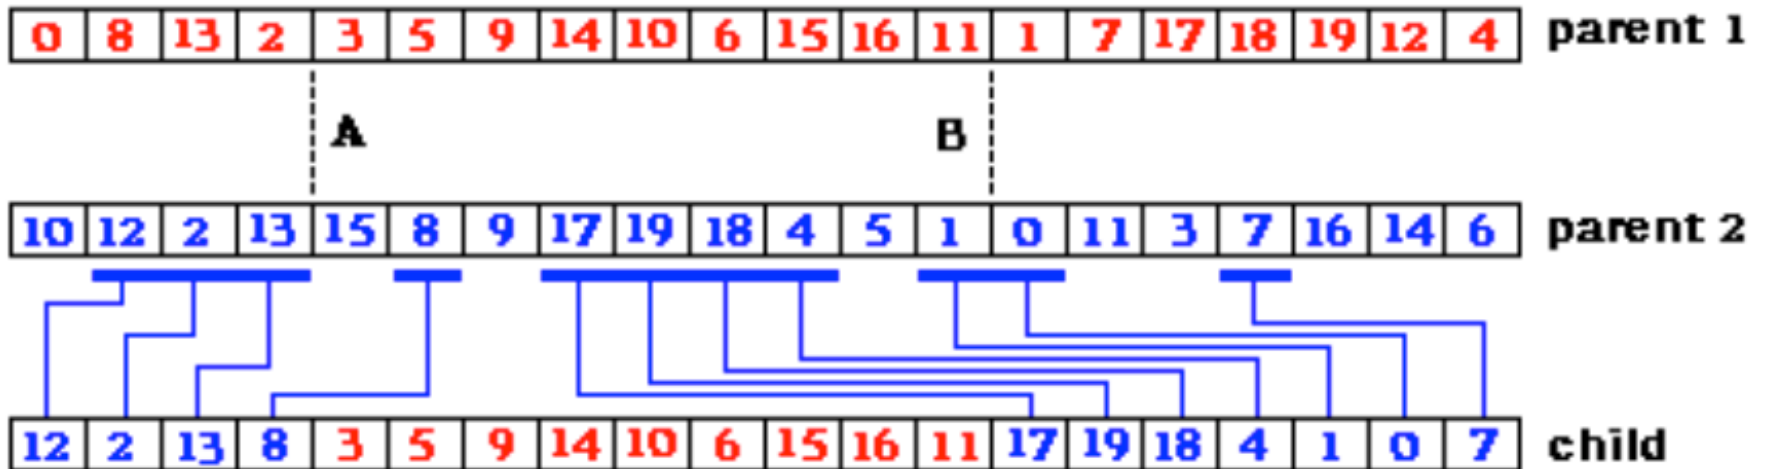 0 8 13 2 3 5 9 14 10 6 15 16 11 1 7 17 18 19 12 4 parent 1
A B
10 12 2 13 15 8 9 17 19 18 4 5 1 0 11 3 7 16 14 6 parent 2
12 2 13 8 3 5 9 14 10 6 15 16 11 17 19 18 4 1 0 7 child